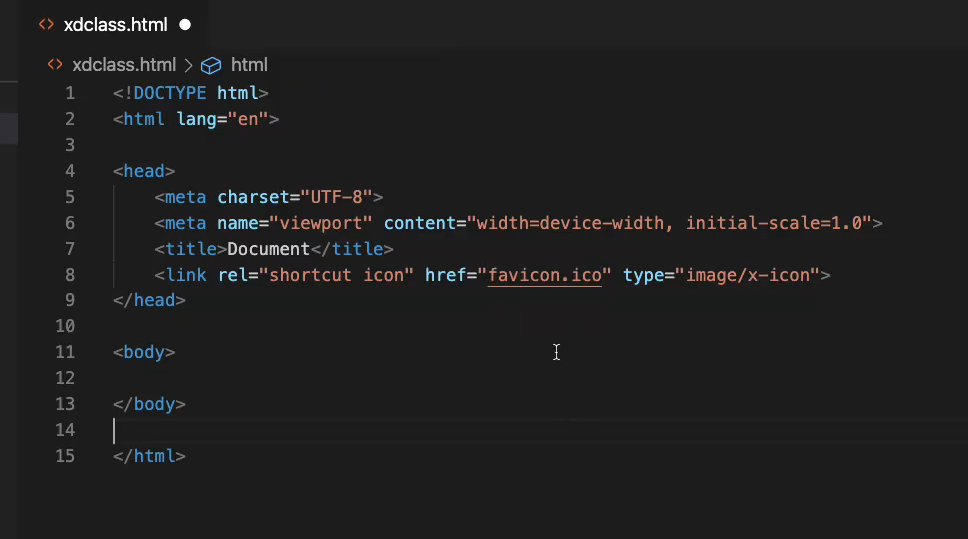 xdclass.html
xdclass.html > html
1 <!DOCTYPE html>
2 <html lang="en">
3
4 <head>
5     <meta charset="UTF-8">
6     <meta name="viewport" content="width=device-width, initial-scale=1.0">
7     <title>Document</title>
8     <link rel="shortcut icon" href="favicon.ico" type="image/x-icon">
9 </head>
10
11 <body>
12
13 </body>
14
15 </html>